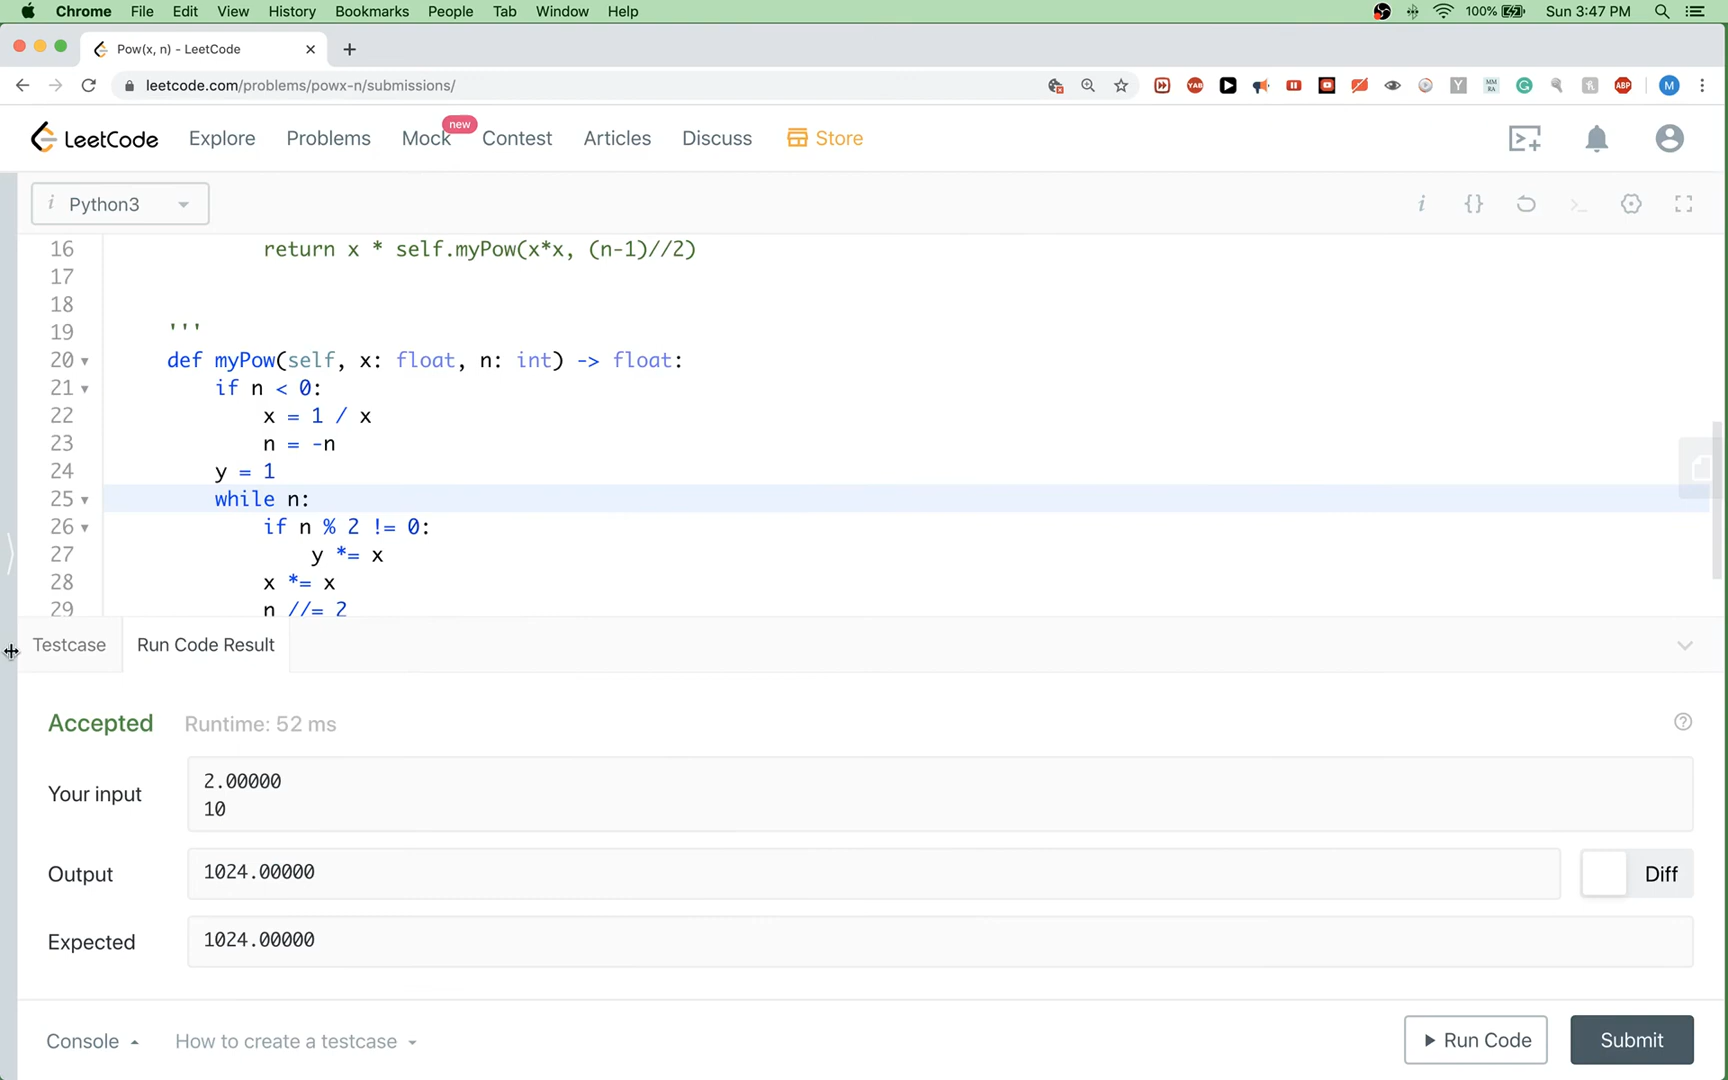 Chrome File Edit View History Bookmarks People Tab Window Help 100% Sun 3:47 PM
Pow(x, n) - LeetCode
leetcode.com/problems/powx-n/submissions/
LeetCode Explore Problems Mock new Contest Articles Discuss Store
i Python3
16 return x * self.myPow(x*x, (n-1)//2)
17
18
19 '''
20 def myPow(self, x: float, n: int) -> float:
21 if n < 0:
22 x = 1 / x
23 n = -n
24 y = 1
25 while n:
26 if n % 2 != 0:
27 y *= x
28 x *= x
29 n //= 2
Testcase Run Code Result
Accepted Runtime: 52 ms
Your input
2.00000
10
Output 1024.00000 Diff
Expected 1024.00000
Console How to create a testcase Run Code Submit